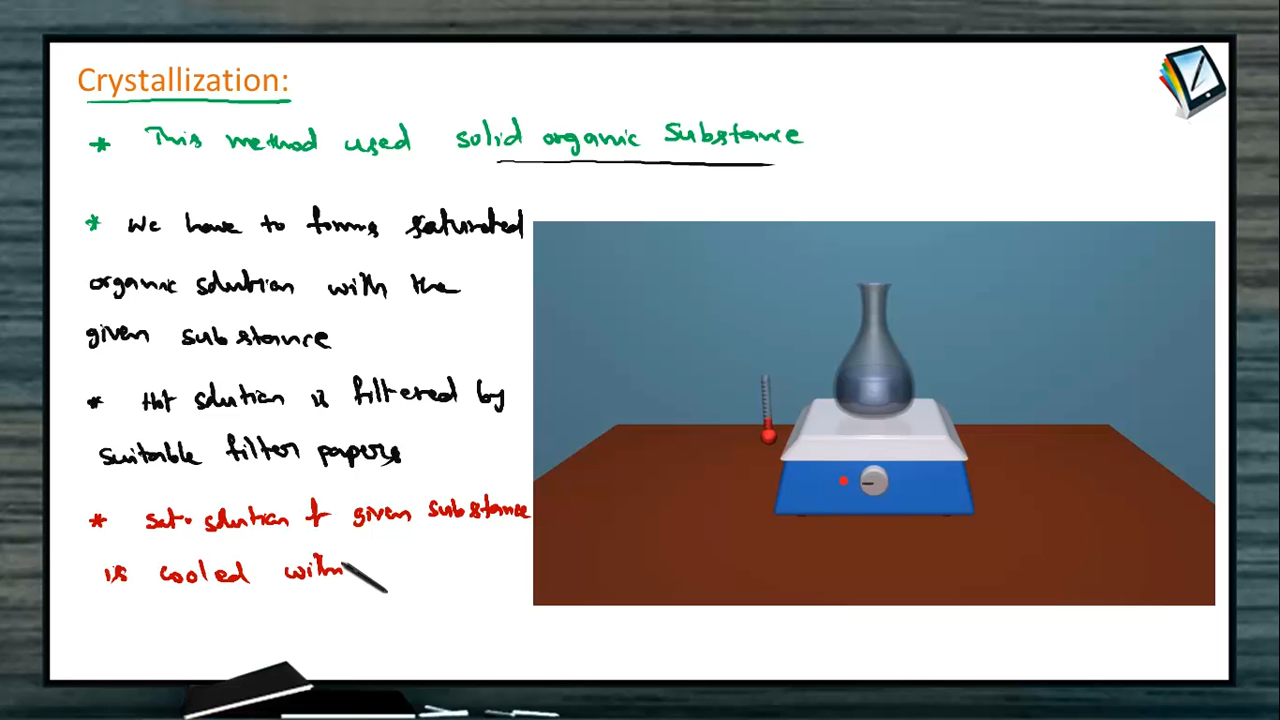 Crystallization:
* This method used solid organic substance
* We have to forms saturated
organic solution with the
given substance
* Hot solution is filtered by
suitable filter papers
* Sat. solution + given substance
is cooled with